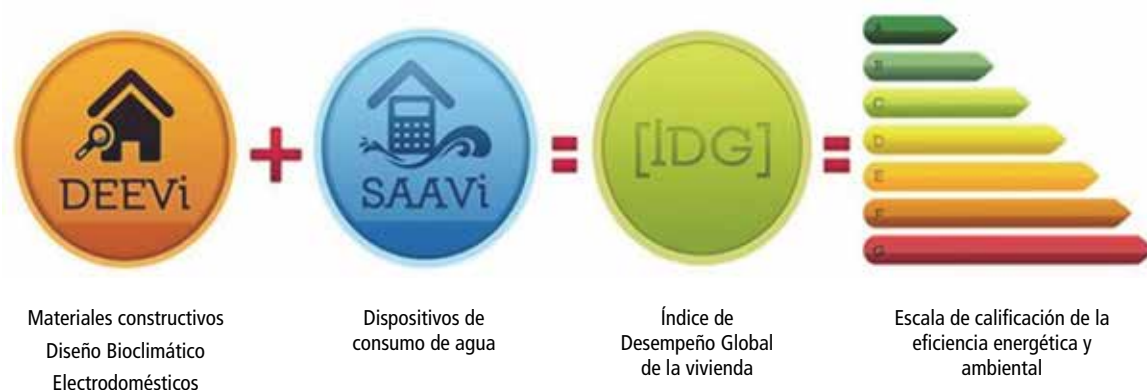 DEEVi
+
SAAVi
=
[İDG]
=
A
B
C
D
E
F
G
Materiales constructivos
Diseño Bioclimático
Electrodomésticos
Dispositivos de
consumo de agua
Índice de
Desempeño Global
de la vivienda
Escala de calificación de la
eficiencia energética y
ambiental